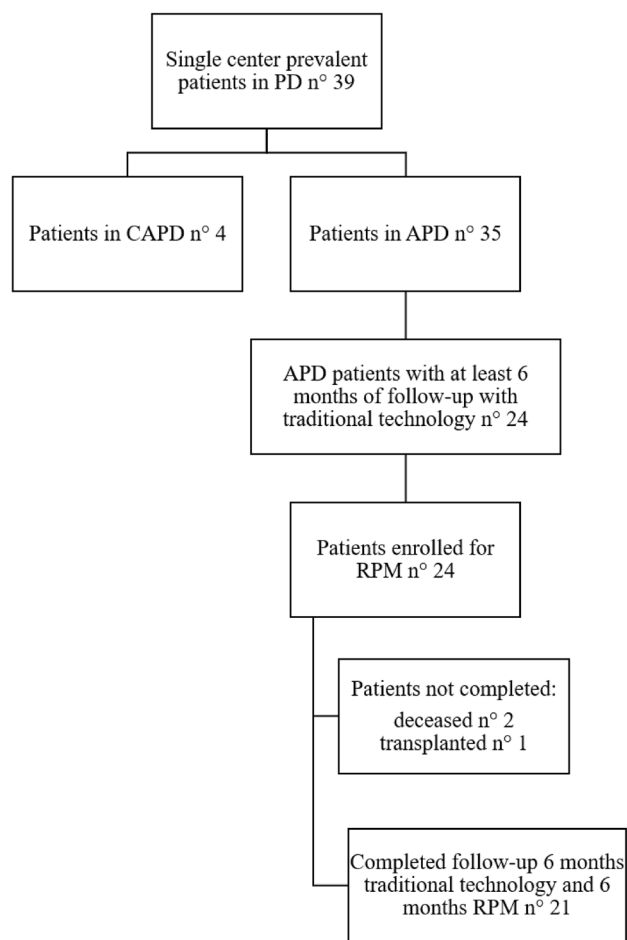 Single center prevalent
patients in PD n° 39
Patients in CAPD n° 4
Patients in APD n° 35
APD patients with at least 6
months of follow-up with
traditional technology n° 24
Patients enrolled for
RPM n° 24
Patients not completed:
deceased n° 2
transplanted n° 1
Completed follow-up 6 months
traditional technology and 6
months RPM n° 21